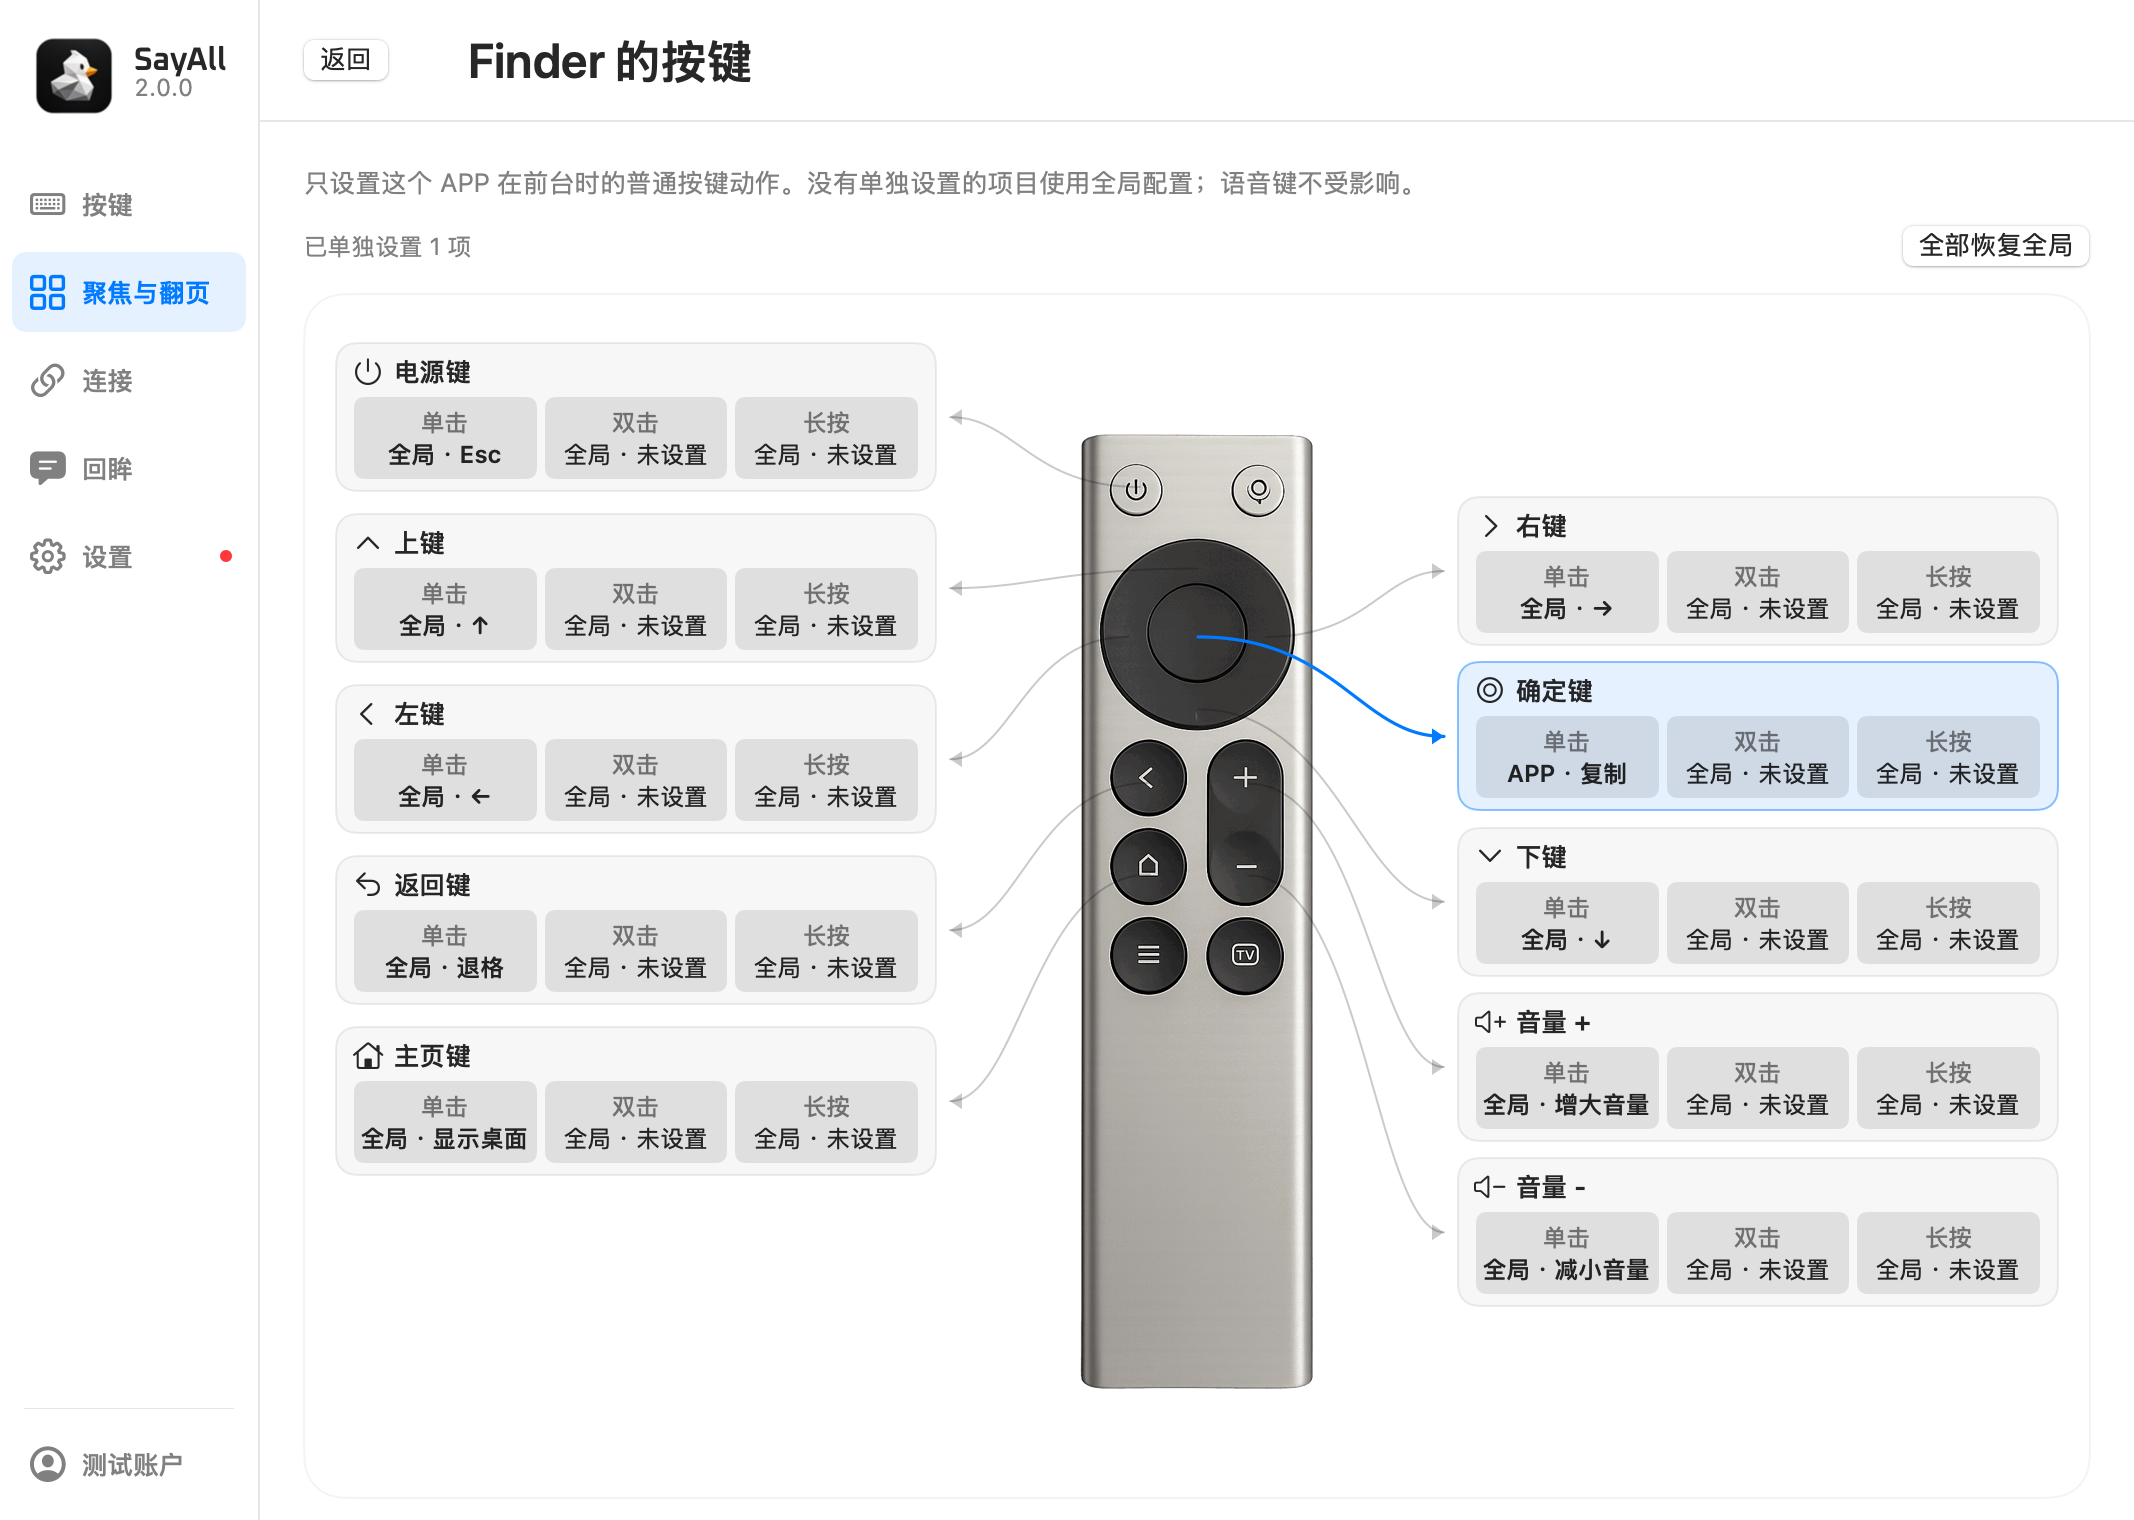 SayAll
2.0.0
按键
聚焦与翻页
连接
回眸
设置
测试账户
返回
Finder 的按键
只设置这个 APP 在前台时的普通按键动作。没有单独设置的项目使用全局配置；语音键不受影响。
已单独设置 1 项
全部恢复全局
电源键
单击 双击 长按
全局 · Esc 全局 · 未设置 全局 · 未设置
上键
单击 双击 长按
全局 · ↑ 全局 · 未设置 全局 · 未设置
左键
单击 双击 长按
全局 · ← 全局 · 未设置 全局 · 未设置
返回键
单击 双击 长按
全局 · 退格 全局 · 未设置 全局 · 未设置
主页键
单击 双击 长按
全局 · 显示桌面 全局 · 未设置 全局 · 未设置
TV
右键
单击 双击 长按
全局 · → 全局 · 未设置 全局 · 未设置
确定键
单击 双击 长按
APP · 复制 全局 · 未设置 全局 · 未设置
下键
单击 双击 长按
全局 · ↓ 全局 · 未设置 全局 · 未设置
音量 +
单击 双击 长按
全局 · 增大音量 全局 · 未设置 全局 · 未设置
音量 -
单击 双击 长按
全局 · 减小音量 全局 · 未设置 全局 · 未设置